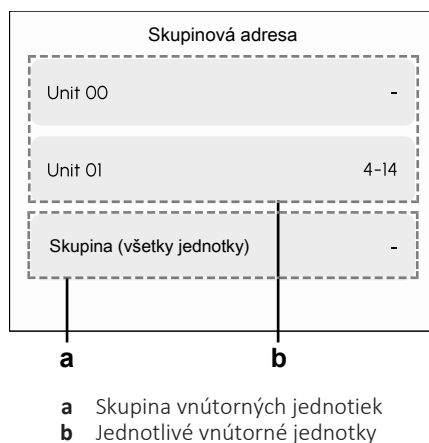 Skupinová adresa
Unit 00 -
Unit 01 4-14
Skupina (všetky jednotky) -
a b
a Skupina vnútorných jednotiek
b Jednotlivé vnútorné jednotky